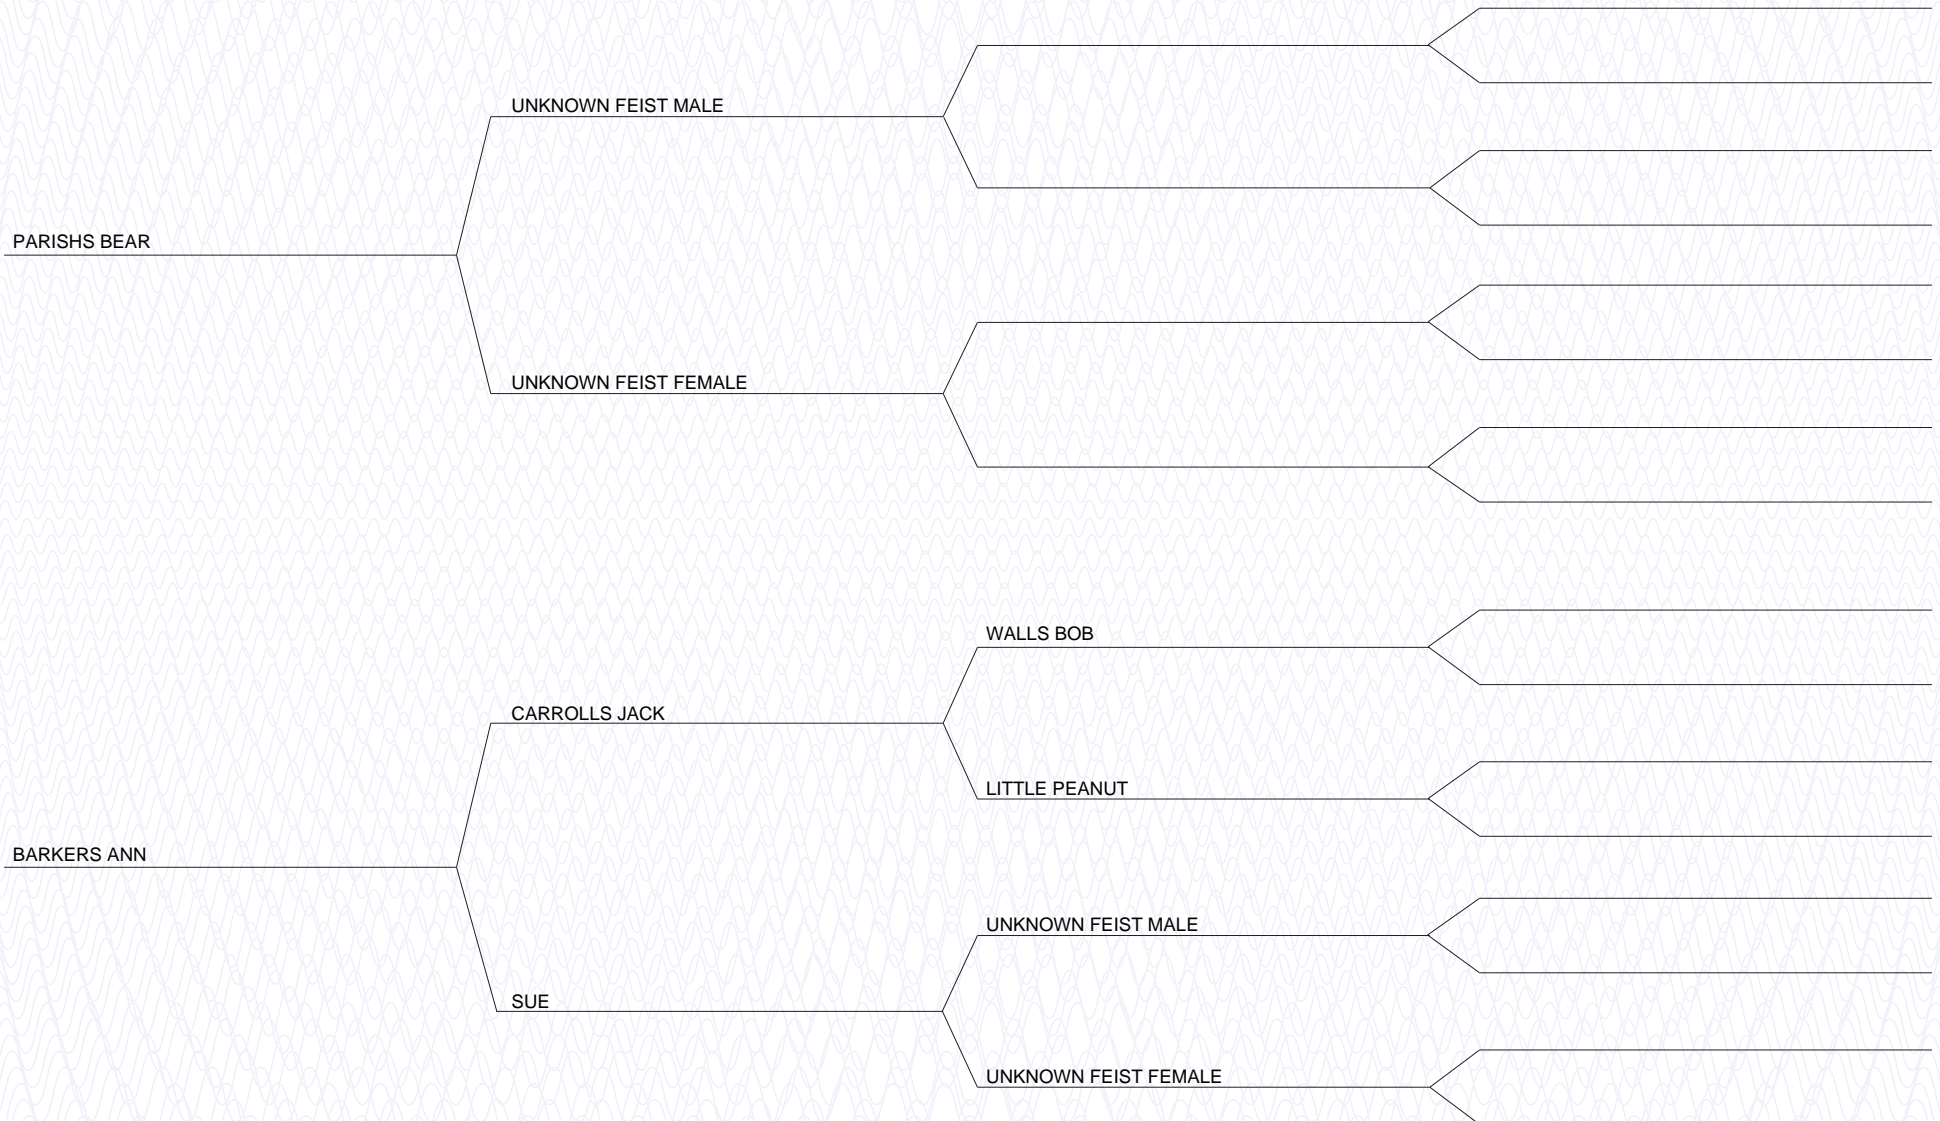 UNKNOWN FEIST MALE
PARISHS BEAR
UNKNOWN FEIST FEMALE
WALLS BOB
CARROLLS JACK
LITTLE PEANUT
BARKERS ANN
UNKNOWN FEIST MALE
SUE
UNKNOWN FEIST FEMALE